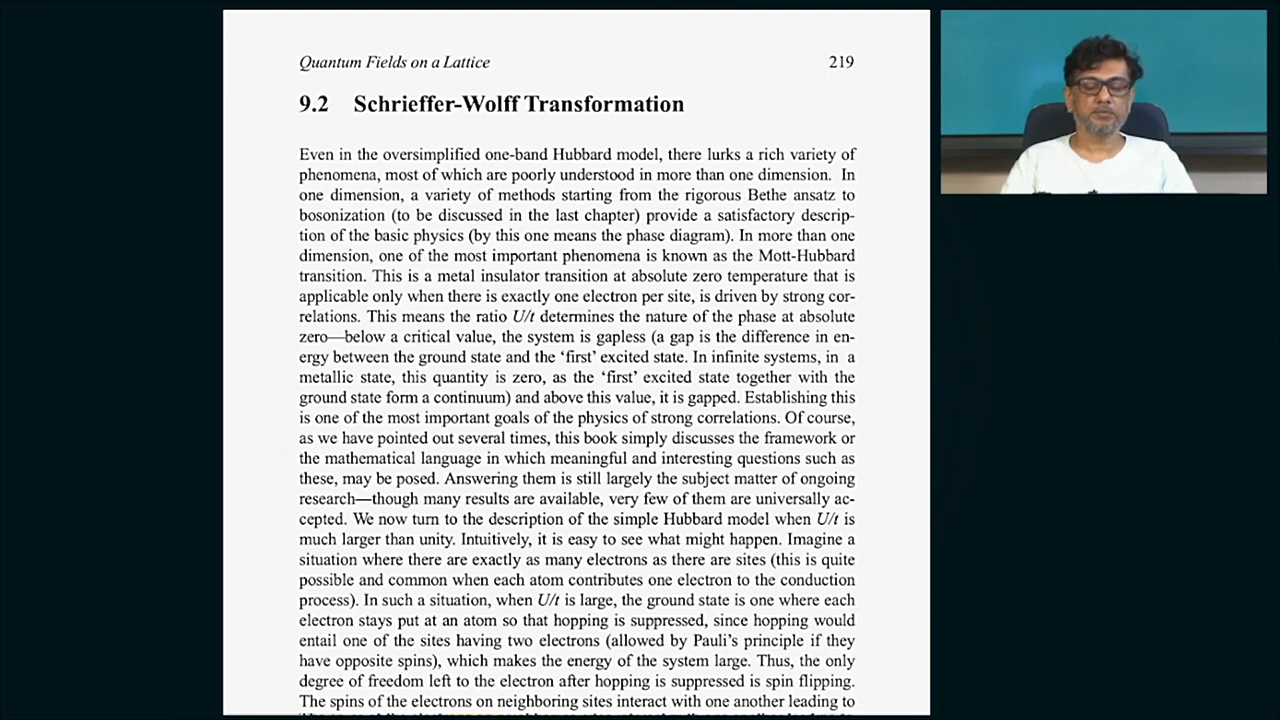 Quantum Fields on a Lattice 219
9.2 Schrieffer-Wolff Transformation
Even in the oversimplified one-band Hubbard model, there lurks a rich variety of
phenomena, most of which are poorly understood in more than one dimension. In
one dimension, a variety of methods starting from the rigorous Bethe ansatz to
bosonization (to be discussed in the last chapter) provide a satisfactory descrip-
tion of the basic physics (by this one means the phase diagram). In more than one
dimension, one of the most important phenomena is known as the Mott-Hubbard
transition. This is a metal insulator transition at absolute zero temperature that is
applicable only when there is exactly one electron per site, is driven by strong cor-
relations. This means the ratio U/t determines the nature of the phase at absolute
zero—below a critical value, the system is gapless (a gap is the difference in en-
ergy between the ground state and the ‘first’ excited state. In infinite systems, in a
metallic state, this quantity is zero, as the ‘first’ excited state together with the
ground state form a continuum) and above this value, it is gapped. Establishing this
is one of the most important goals of the physics of strong correlations. Of course,
as we have pointed out several times, this book simply discusses the framework or
the mathematical language in which meaningful and interesting questions such as
these, may be posed. Answering them is still largely the subject matter of ongoing
research—though many results are available, very few of them are universally ac-
cepted. We now turn to the description of the simple Hubbard model when U/t is
much larger than unity. Intuitively, it is easy to see what might happen. Imagine a
situation where there are exactly as many electrons as there are sites (this is quite
possible and common when each atom contributes one electron to the conduction
process). In such a situation, when U/t is large, the ground state is one where each
electron stays put at an atom so that hopping is suppressed, since hopping would
entail one of the sites having two electrons (allowed by Pauli’s principle if they
have opposite spins), which makes the energy of the system large. Thus, the only
degree of freedom left to the electron after hopping is suppressed is spin flipping.
The spins of the electrons on neighboring sites interact with one another leading to